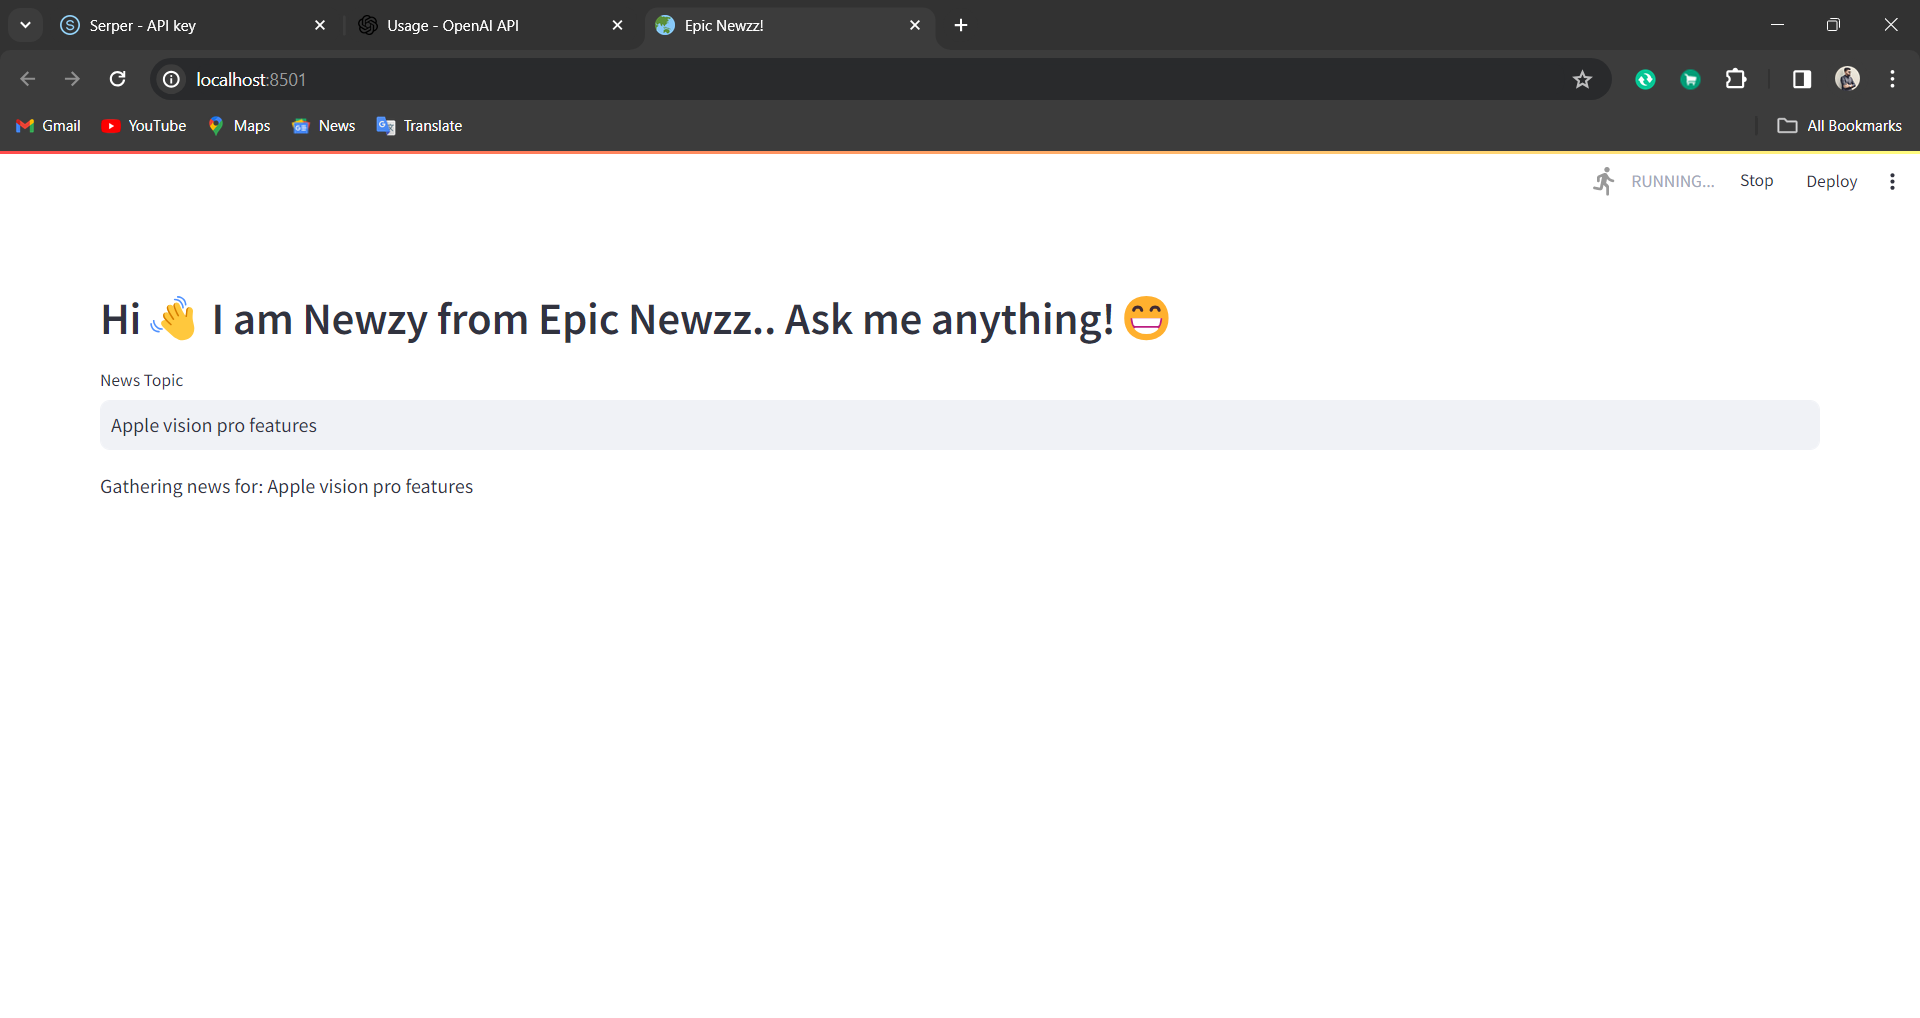 Serper - API key
Usage - OpenAI API
Epic Newzz!
localhost:8501
Gmail
YouTube
Maps
News
Translate
All Bookmarks
RUNNING...
Stop
Deploy
Hi 👋 I am Newzy from Epic Newzz.. Ask me anything! 😁
News Topic
Apple vision pro features
Gathering news for: Apple vision pro features